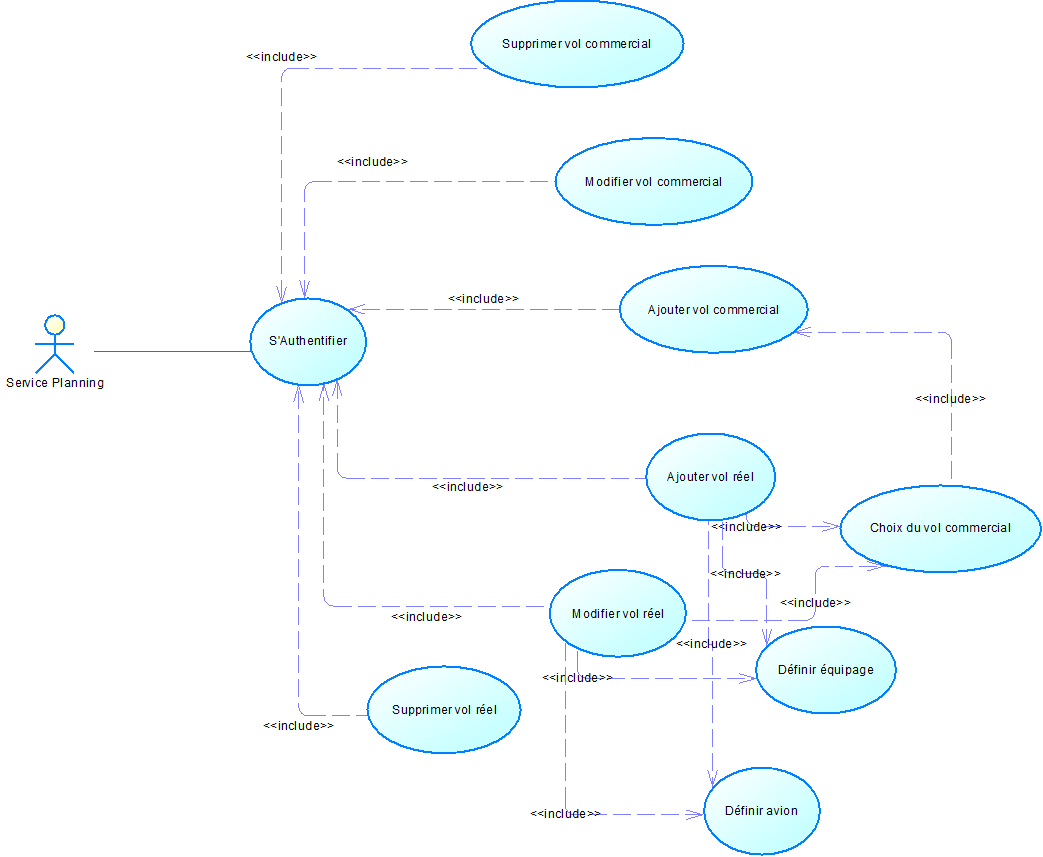 Supprimer vol commercial
<<include>>
<<include>>
Modifier vol commercial
<<include>>
Ajouter vol commercial
S'Authentifier
Service Planning
<<include>>
Ajouter vol réel
<<include>>
<<include>>
Choix du vol commercial
<<include>>
<<include>>
Modifier vol réel
<<include>>
<<include>>
Définir équipage
<<include>>
Supprimer vol réel
<<include>>
Définir avion
<<include>>